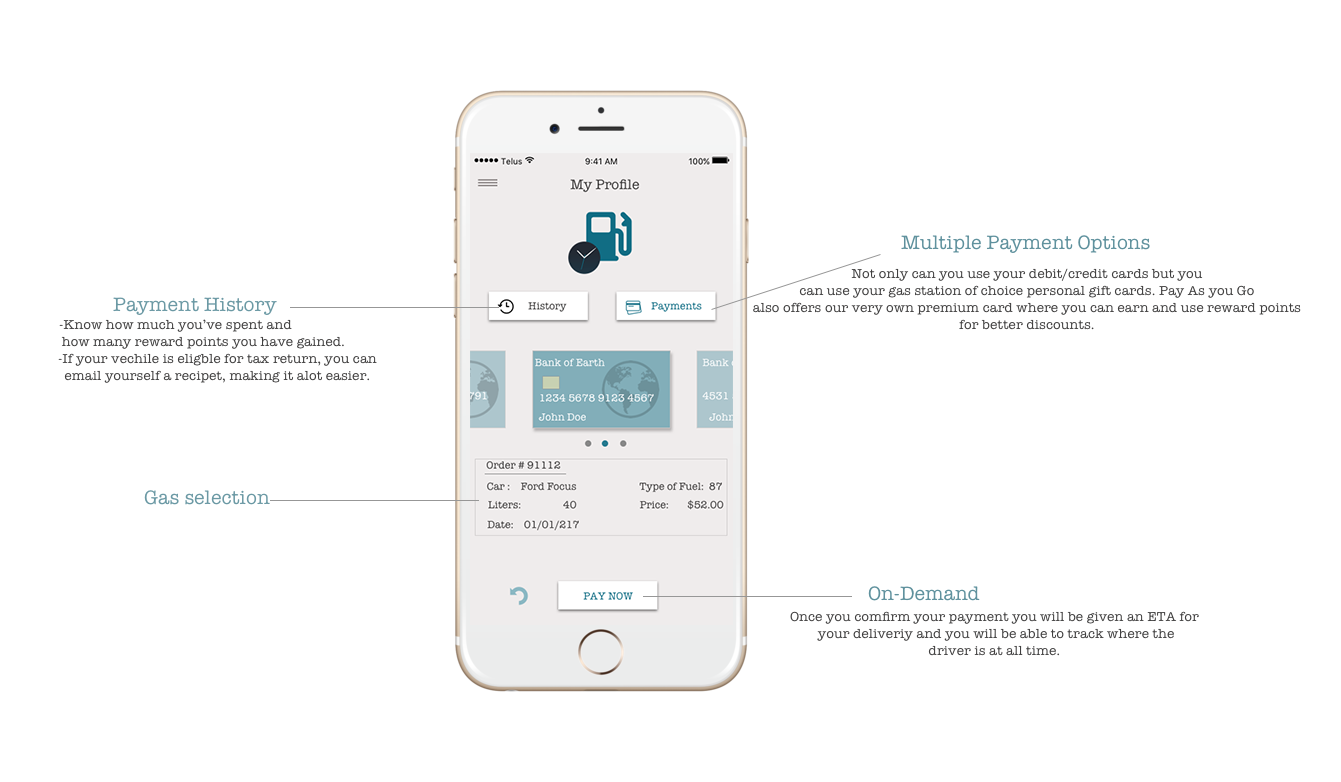 Telus 9:41 AM 100%
My Profile
Multiple Payment Options
Not only can you use your debit/credit cards but you
can use your gas station of choice personal gift cards. Pay As you Go
also offers our very own premium card where you can earn and use reward points
for better discounts.
Payment History
-Know how much you've spent and
how many reward points you have gained.
-If your vechile is eligble for tax return, you can
email yourself a recipet, making it alot easier.
History
Payments
791
Bank of Earth
1234 5678 9123 4567
John Doe
Bank
4531
John
Order # 91112
Car : Ford Focus Type of Fuel: 87
Liters: 40 Price: $52.00
Date: 01/01/217
Gas selection
PAY NOW
On-Demand
Once you comfirm your payment you will be given an ETA for
your deliveriy and you will be able to track where the
driver is at all time.